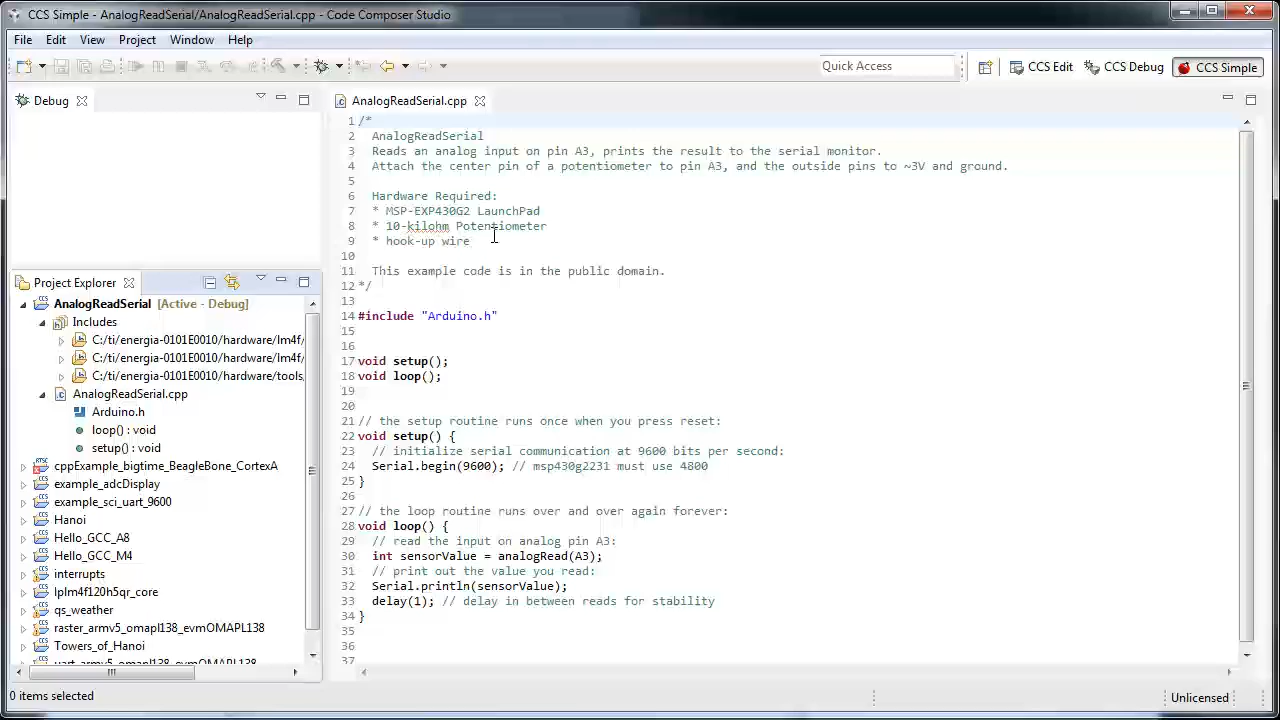 CCS Simple - AnalogReadSerial/AnalogReadSerial.cpp - Code Composer Studio
File Edit View Project Window Help
Quick Access
CCS Edit
CCS Debug
CCS Simple
Debug
AnalogReadSerial.cpp
1 /*
2 AnalogReadSerial
3 Reads an analog input on pin A3, prints the result to the serial monitor.
4 Attach the center pin of a potentiometer to pin A3, and the outside pins to ~3V and ground.
5
6 Hardware Required:
7 * MSP-EXP430G2 LaunchPad
8 * 10-kilohm Potentiometer
9 * hook-up wire
10
11 This example code is in the public domain.
12 */
13
14 #include "Arduino.h"
15
16
17 void setup();
18 void loop();
19
20
21 // the setup routine runs once when you press reset:
22 void setup() {
23 // initialize serial communication at 9600 bits per second:
24 Serial.begin(9600); // msp430g2231 must use 4800
25 }
26
27 // the loop routine runs over and over again forever:
28 void loop() {
29 // read the input on analog pin A3:
30 int sensorValue = analogRead(A3);
31 // print out the value you read:
32 Serial.println(sensorValue);
33 delay(1); // delay in between reads for stability
34 }
35
36
37
Project Explorer
AnalogReadSerial [Active - Debug]
Includes
C:/ti/energia-0101E0010/hardware/lm4f/
C:/ti/energia-0101E0010/hardware/lm4f/
C:/ti/energia-0101E0010/hardware/tools/
AnalogReadSerial.cpp
Arduino.h
loop() : void
setup() : void
cppExample_bigtime_BeagleBone_CortexA
example_adcDisplay
example_sci_uart_9600
Hanoi
Hello_GCC_A8
Hello_GCC_M4
interrupts
lplm4f120h5qr_core
qs_weather
raster_armv5_omapl138_evmOMAPL138
Towers_of_Hanoi
uart_armv5_omapl138_evmOMAPL138
0 items selected
Unlicensed